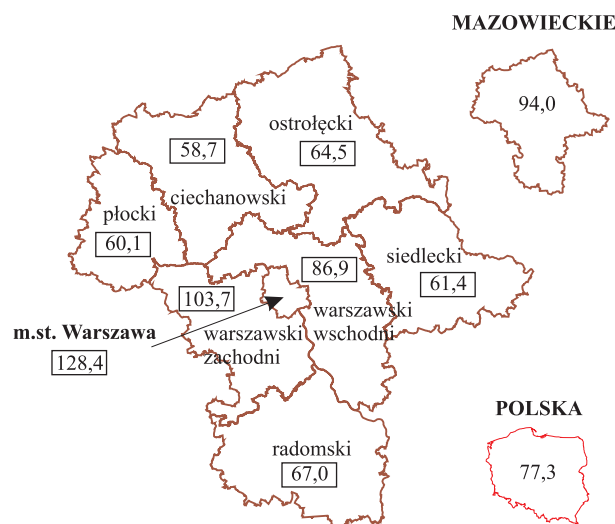 MAZOWIECKIE
94,0
ostrołęcki
64,5
58,7
ciechanowski
płocki
60,1
siedlecki
61,4
86,9
103,7
warszawski
wschodni
m.st. Warszawa
128,4
warszawski
zachodni
radomski
67,0
POLSKA
77,3